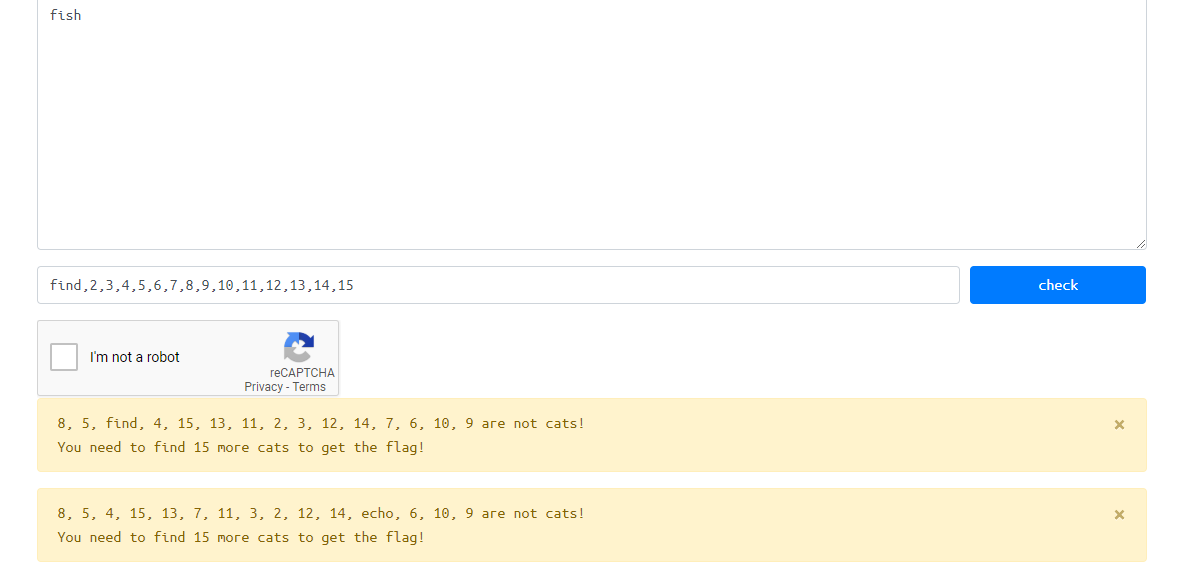 fish
find,2,3,4,5,6,7,8,9,10,11,12,13,14,15
check
I'm not a robot
reCAPTCHA
Privacy - Terms
8, 5, find, 4, 15, 13, 11, 2, 3, 12, 14, 7, 6, 10, 9 are not cats!
×
You need to find 15 more cats to get the flag!
8, 5, 4, 15, 13, 7, 11, 3, 2, 12, 14, echo, 6, 10, 9 are not cats!
×
You need to find 15 more cats to get the flag!